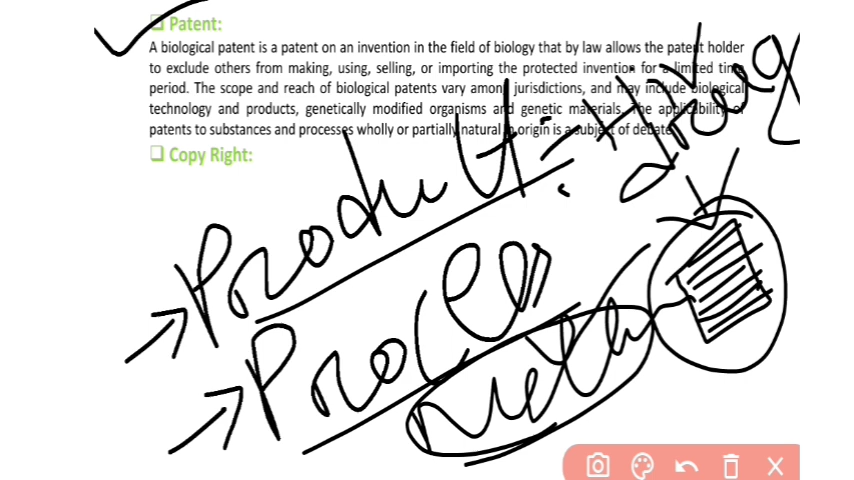 ❑ Patent:
A biological patent is a patent on an invention in the field of biology that by law allows the patent holder
to exclude others from making, using, selling, or importing the protected invention for a limited time
period. The scope and reach of biological patents vary among jurisdictions, and may include biological
technology and products, genetically modified organisms and genetic materials. The applicability of
patents to substances and processes wholly or partially natural in origin is a subject of debate
❑ Copy Right:
Product:- HIV
drug
Process